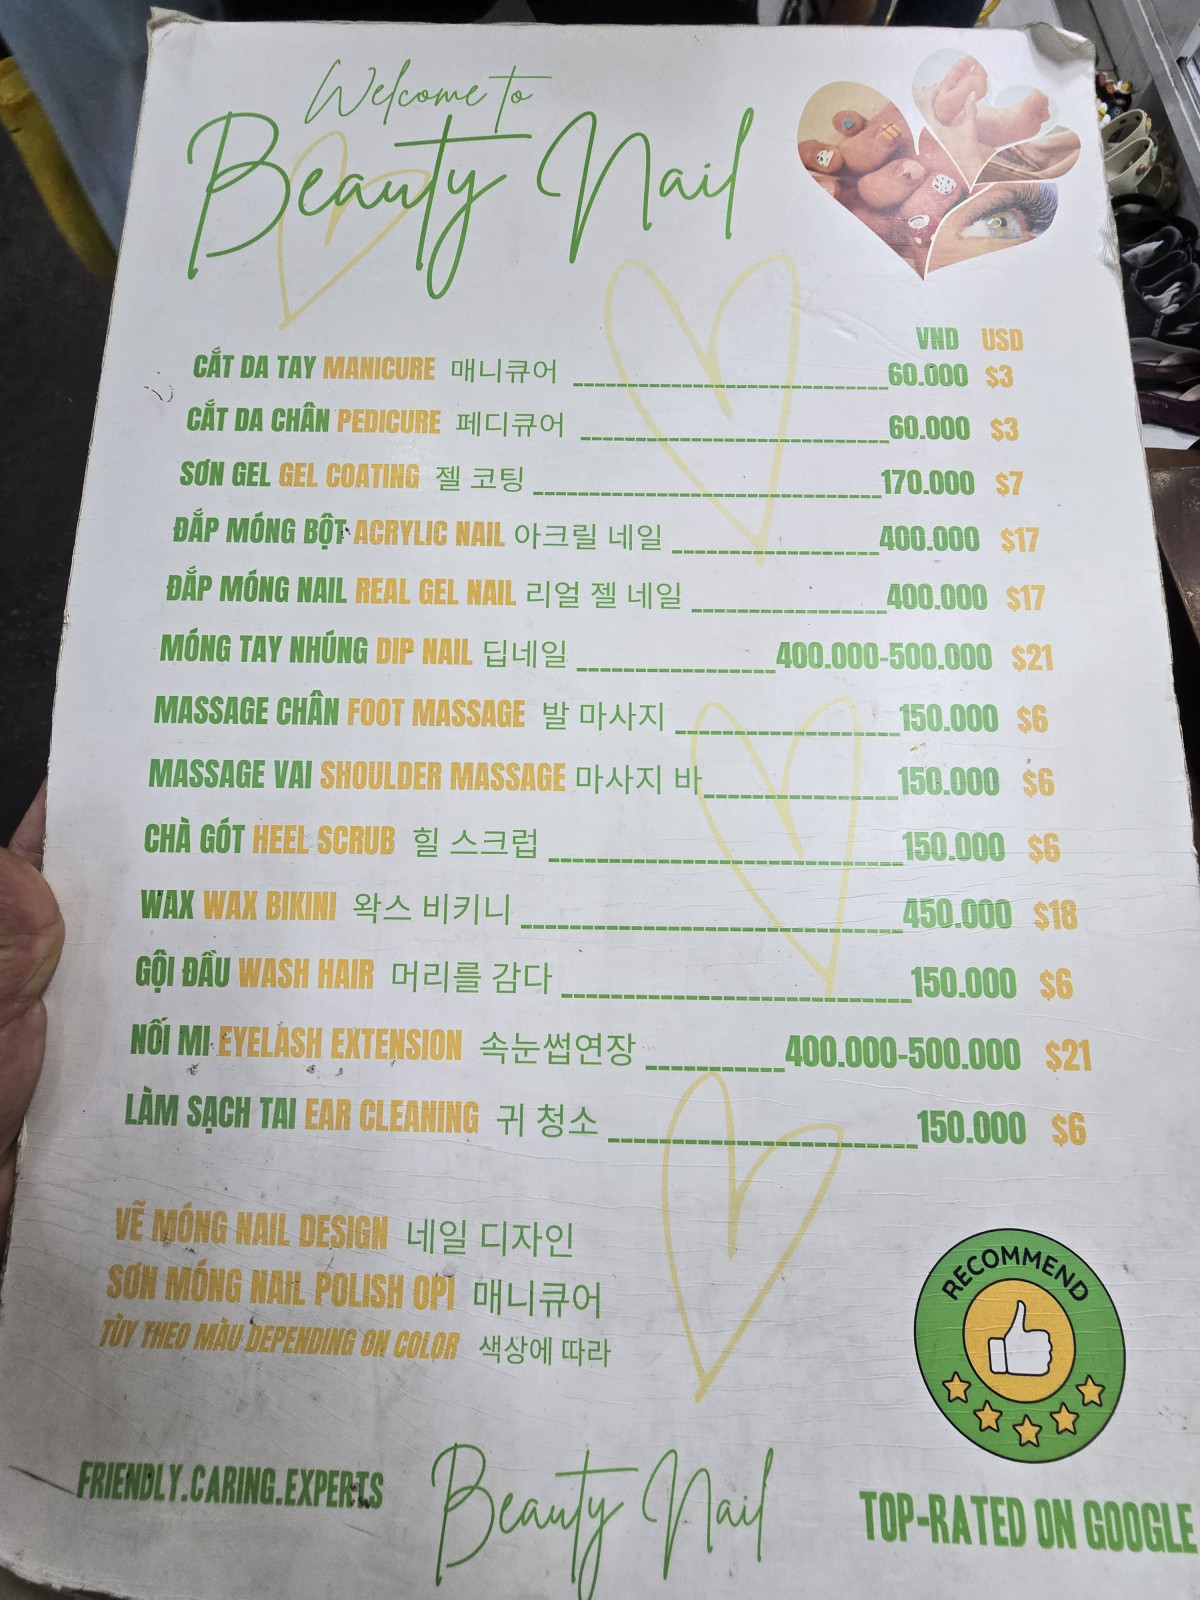 Welcome to
Beauty Nail
VND USD
CẮT DA TAY MANICURE 매니큐어 60.000 $3
CẮT DA CHÂN PEDICURE 페디큐어 60.000 $3
SƠN GEL GEL COATING 젤 코팅 170.000 $7
ĐẮP MÓNG BỘT ACRYLIC NAIL 아크릴 네일 400.000 $17
ĐẮP MÓNG NAIL REAL GEL NAIL 리얼 젤 네일 400.000 $17
MÓNG TAY NHÚNG DIP NAIL 딥네일 400.000-500.000 $21
MASSAGE CHÂN FOOT MASSAGE 발 마사지 150.000 $6
MASSAGE VAI SHOULDER MASSAGE 마사지 바 150.000 $6
CHÀ GÓT HEEL SCRUB 힐 스크럽 150.000 $6
WAX WAX BIKINI 왁스 비키니 450.000 $18
GỘI ĐẦU WASH HAIR 머리를 감다 150.000 $6
NỐI MI EYELASH EXTENSION 속눈썹연장 400.000-500.000 $21
LÀM SẠCH TAI EAR CLEANING 귀 청소 150.000 $6
VẼ MÓNG NAIL DESIGN 네일 디자인
SƠN MÓNG NAIL POLISH OPI 매니큐어
TÙY THEO MÀU DEPENDING ON COLOR 색상에 따라
RECOMMEND
FRIENDLY.CARING.EXPERTS
Beauty Nail
TOP-RATED ON GOOGLE